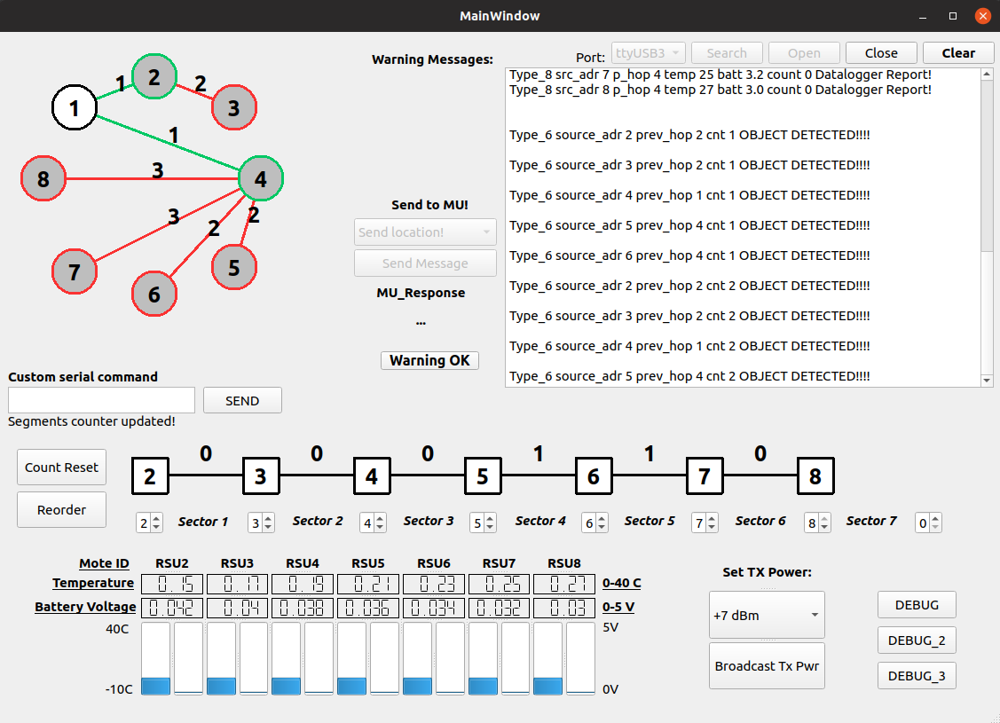 MainWindow
Warning Messages:
Port:
ttyUSB3
Search
Open
Close
Clear
Type_8 src_adr 7 p_hop 4 temp 25 batt 3.2 count 0 Datalogger Report!
Type_8 src_adr 8 p_hop 4 temp 27 batt 3.0 count 0 Datalogger Report!
Type_6 source_adr 2 prev_hop 2 cnt 1 OBJECT DETECTED!!!!
Type_6 source_adr 3 prev_hop 2 cnt 1 OBJECT DETECTED!!!!
Type_6 source_adr 4 prev_hop 1 cnt 1 OBJECT DETECTED!!!!
Type_6 source_adr 5 prev_hop 4 cnt 1 OBJECT DETECTED!!!!
Type_6 source_adr 6 prev_hop 4 cnt 1 OBJECT DETECTED!!!!
Type_6 source_adr 2 prev_hop 2 cnt 2 OBJECT DETECTED!!!!
Type_6 source_adr 3 prev_hop 2 cnt 2 OBJECT DETECTED!!!!
Type_6 source_adr 4 prev_hop 1 cnt 2 OBJECT DETECTED!!!!
Type_6 source_adr 5 prev_hop 4 cnt 2 OBJECT DETECTED!!!!
1 2 2
1 3
1
8 3 4
3 2 2
7 6 5
Send to MU!
Send location!
Send Message
MU_Response
...
Warning OK
Custom serial command
SEND
Segments counter updated!
Count Reset
Reorder
0 0 0 1 1 0
2 3 4 5 6 7 8
2 Sector 1 3 Sector 2 4 Sector 3 5 Sector 4 6 Sector 5 7 Sector 6 8 Sector 7 0
Mote ID RSU2 RSU3 RSU4 RSU5 RSU6 RSU7 RSU8
Temperature 0.15 0.17 0.19 0.21 0.23 0.25 0.27 0-40 C
Battery Voltage 0.042 0.04 0.038 0.036 0.034 0.032 0.03 0-5 V
40C 5V
-10C 0V
Set TX Power:
+7 dBm
Broadcast Tx Pwr
DEBUG
DEBUG_2
DEBUG_3